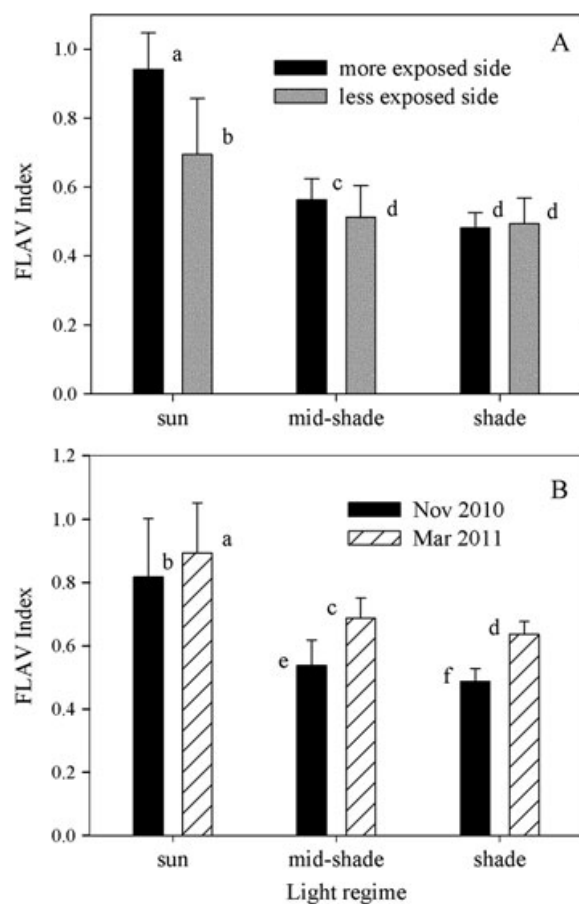 A
more exposed side
less exposed side
FLAV Index
1.0
0.8
0.6
0.4
0.2
0.0
a
b
c
d
d
d
sun
mid-shade
shade
B
Nov 2010
Mar 2011
FLAV Index
1.2
1.0
0.8
0.6
0.4
0.2
0.0
b
a
e
c
f
d
sun
mid-shade
shade
Light regime